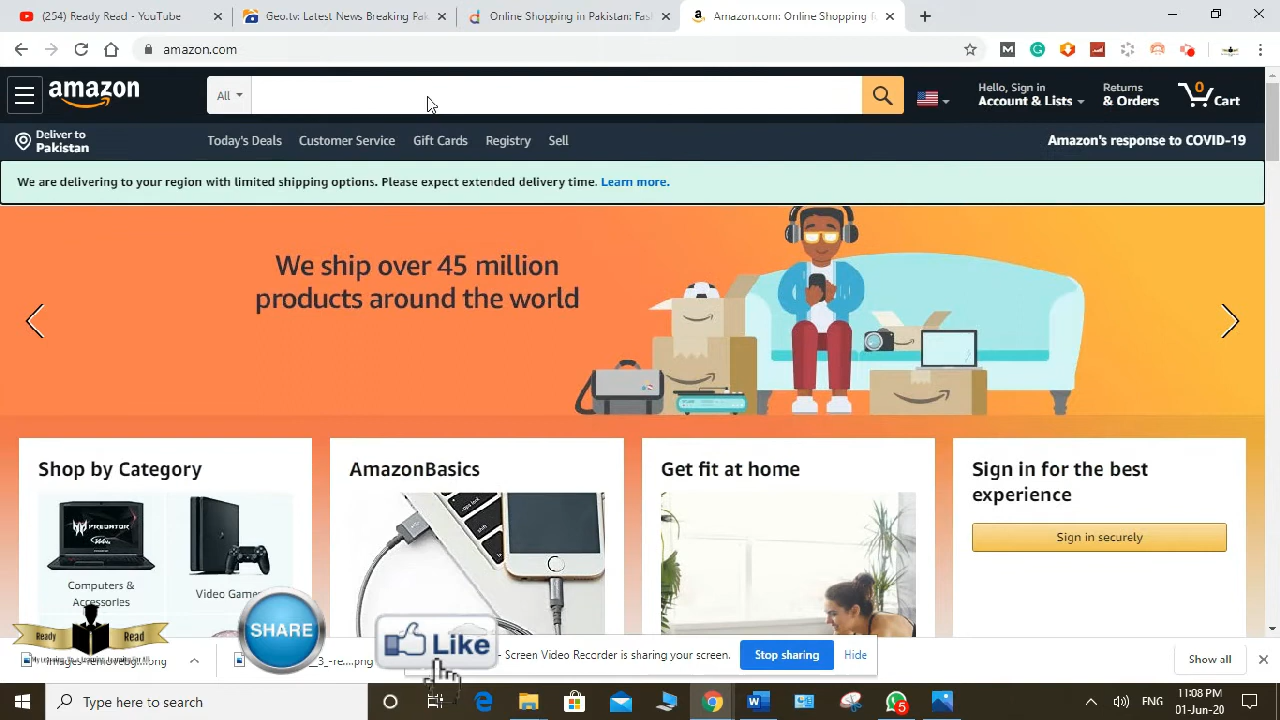 (254) Ready Read - YouTube
Geo.tv: Latest News Breaking Pak
Online Shopping in Pakistan: Fas
Amazon.com: Online Shopping f
amazon.com
amazon
All
Hello, Sign in
Account & Lists
Returns
& Orders
0
Cart
Deliver to
Pakistan
Today's Deals
Customer Service
Gift Cards
Registry
Sell
Amazon's response to COVID-19
We are delivering to your region with limited shipping options. Please expect extended delivery time. Learn more.
We ship over 45 million
products around the world
Shop by Category
PREDATOR
Computers &
Accessories
Video Games
AmazonBasics
Get fit at home
Sign in for the best
experience
Sign in securely
Ready Read
SHARE
Like
- Screen Video Recorder is sharing your screen.
Stop sharing
Hide
Show all
Type here to search
5
ENG
11:08 PM
01-Jun-20